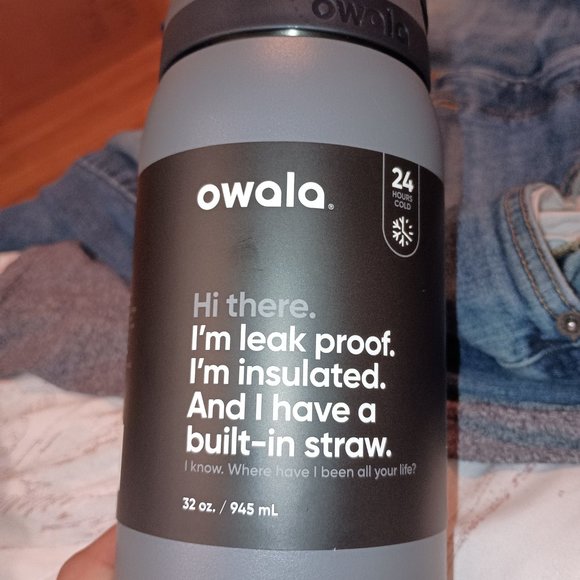 owala
owala®
24
HOURS
COLD
Hi there.
I'm leak proof.
I'm insulated.
And I have a
built-in straw.
I know. Where have I been all your life?
32 oz. / 945 mL